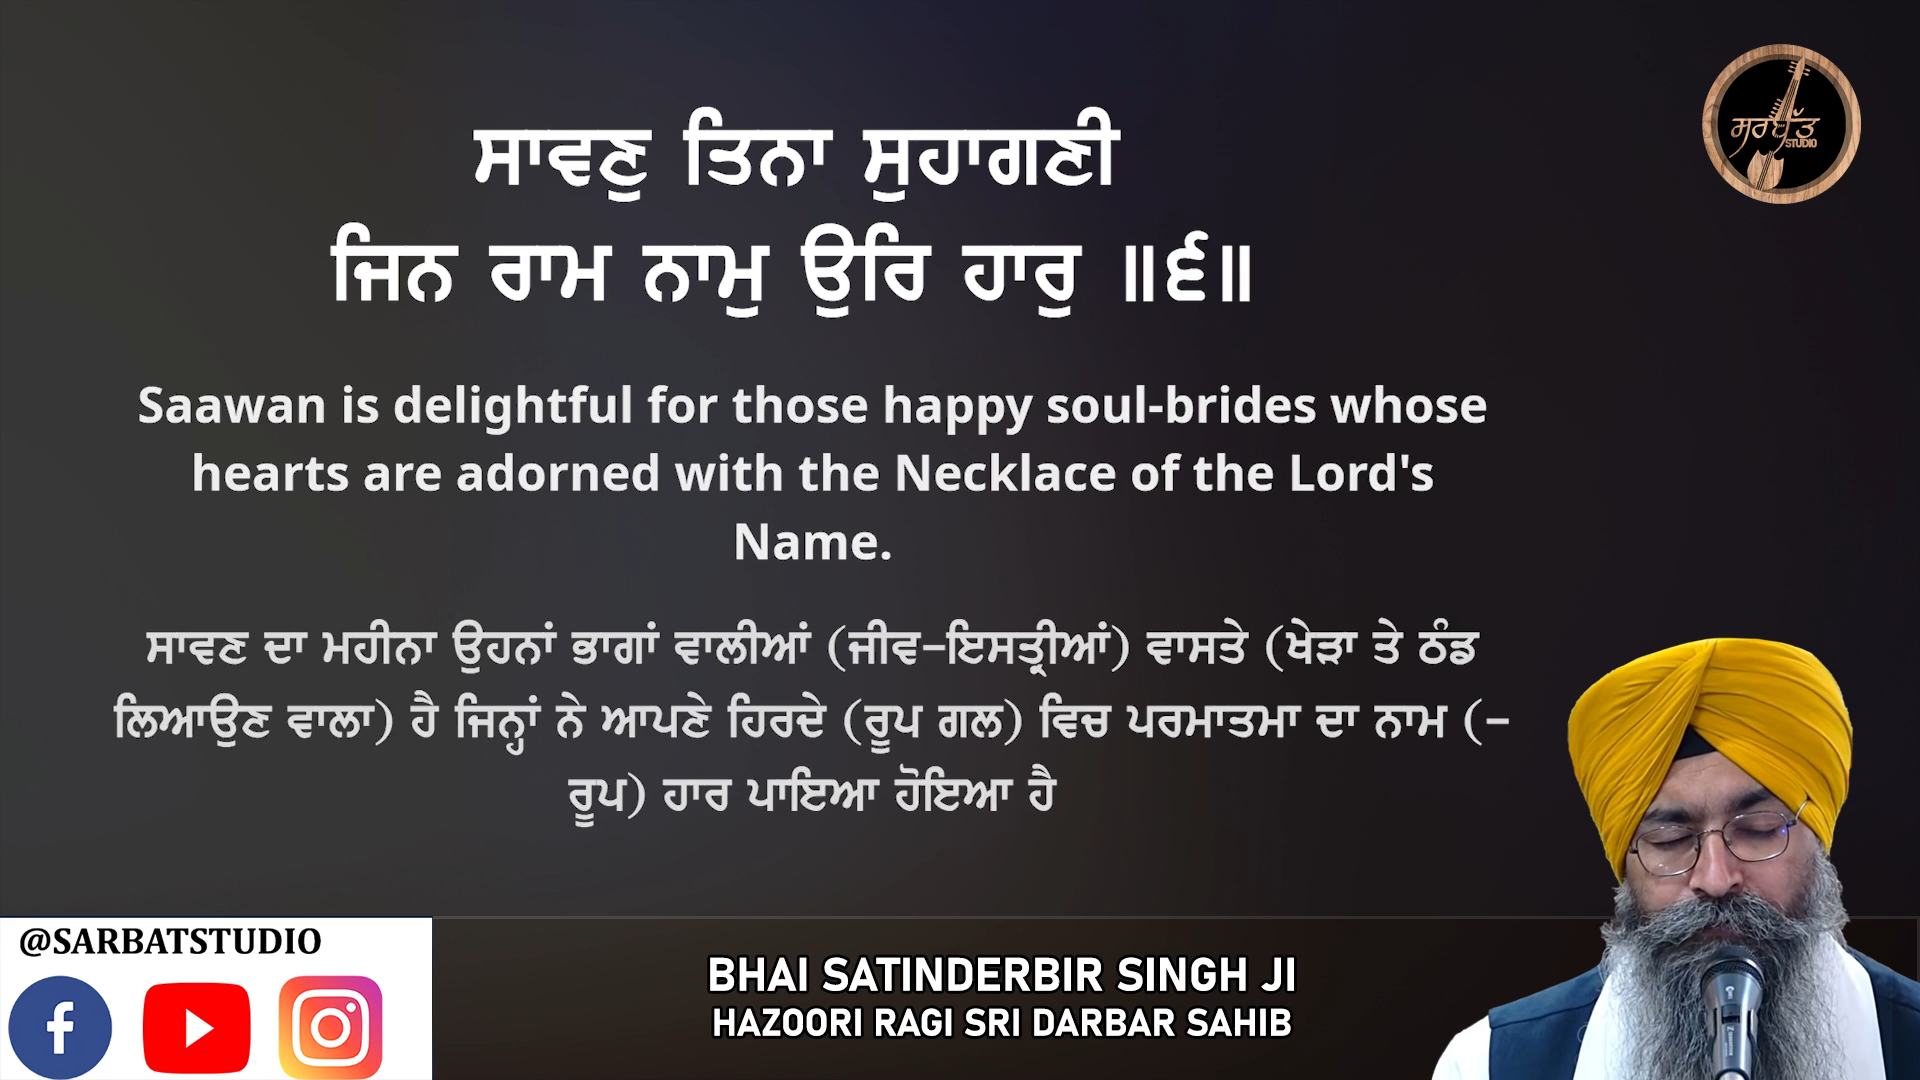 ਸਰਬੱਤ
STUDIO
ਸਾਵਣੁ ਤਿਨਾ ਸੁਹਾਗਣੀ
ਜਿਨ ਰਾਮ ਨਾਮੁ ਉਰਿ ਹਾਰੁ ॥੬॥
Saawan is delightful for those happy soul-brides whose
hearts are adorned with the Necklace of the Lord's
Name.
ਸਾਵਣ ਦਾ ਮਹੀਨਾ ਉਹਨਾਂ ਭਾਗਾਂ ਵਾਲੀਆਂ (ਜੀਵ-ਇਸਤ੍ਰੀਆਂ) ਵਾਸਤੇ (ਖੇੜਾ ਤੇ ਠੰਡ
ਲਿਆਉਣ ਵਾਲਾ) ਹੈ ਜਿਨ੍ਹਾਂ ਨੇ ਆਪਣੇ ਹਿਰਦੇ (ਰੂਪ ਗਲ) ਵਿਚ ਪਰਮਾਤਮਾ ਦਾ ਨਾਮ (-
ਰੂਪ) ਹਾਰ ਪਾਇਆ ਹੋਇਆ ਹੈ
@SARBATSTUDIO
BHAI SATINDERBIR SINGH JI
HAZOORI RAGI SRI DARBAR SAHIB